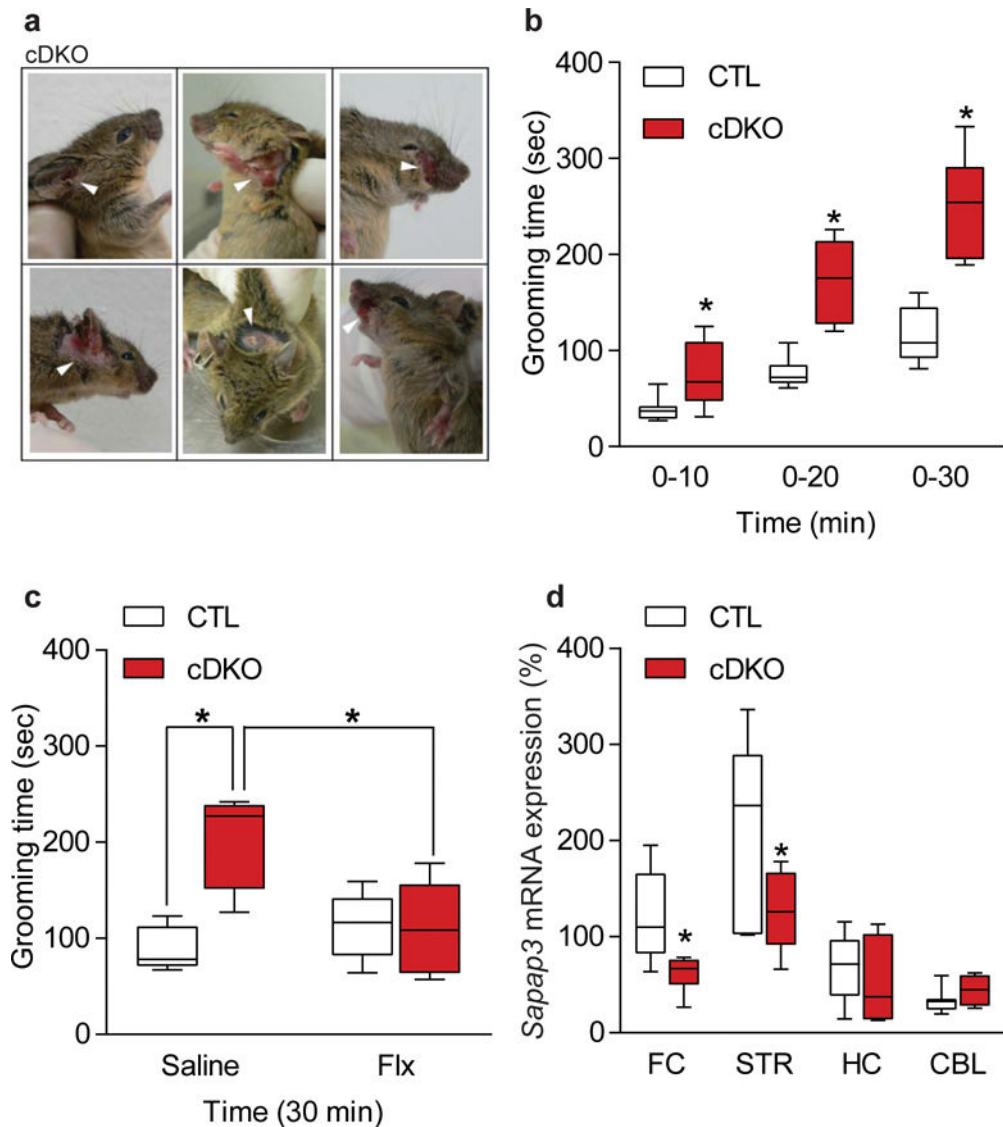 a
cDKO
b
CTL
cDKO
Grooming time (sec)
400
300
200
100
0
*
*
*
0-10
0-20
0-30
Time (min)
c
CTL
cDKO
Grooming time (sec)
400
300
200
100
0
*
*
Saline
Flx
Time (30 min)
d
CTL
cDKO
Sapap3 mRNA expression (%)
400
300
200
100
0
*
*
FC
STR
HC
CBL